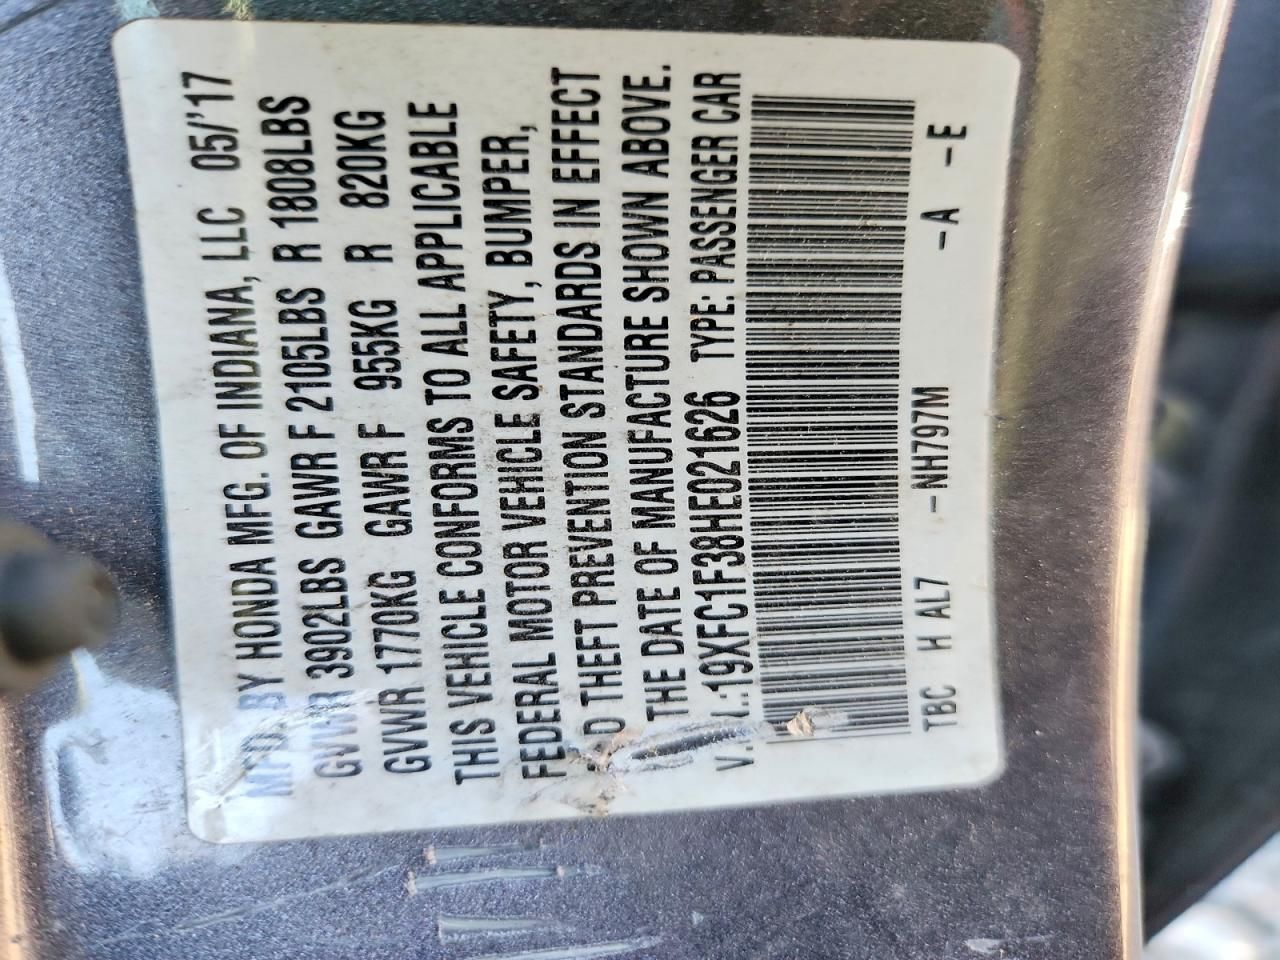 MFD. BY HONDA MFG. OF INDIANA, LLC 05/'17
GVWR 3902LBS GAWR F 2105LBS R 1808LBS
GVWR 1770KG GAWR F 955KG R 820KG
THIS VEHICLE CONFORMS TO ALL APPLICABLE
FEDERAL MOTOR VEHICLE SAFETY, BUMPER,
THEFT PREVENTION STANDARDS IN EFFECT
THE DATE OF MANUFACTURE SHOWN ABOVE.
19XFC1F38HE021626 TYPE: PASSENGER CAR
TBC H AL7 -NH797M -A -E